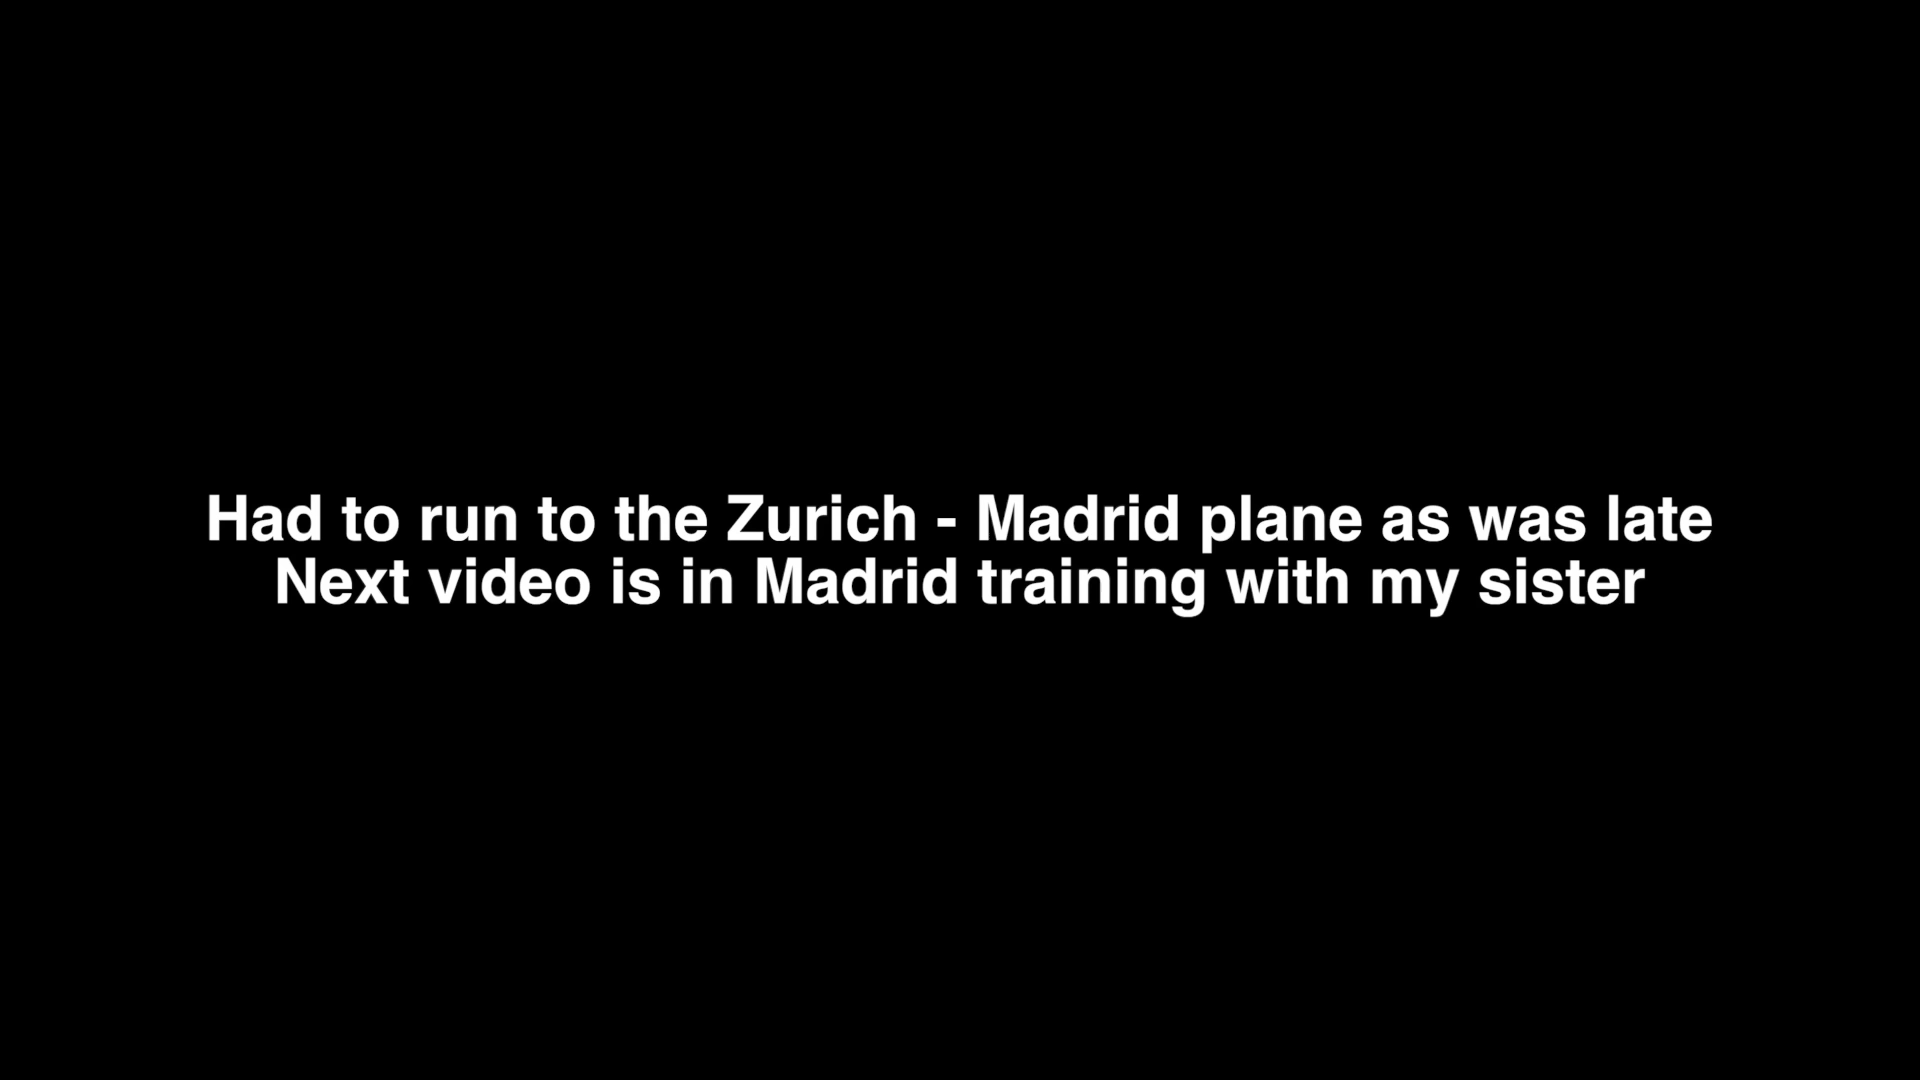 Had to run to the Zurich - Madrid plane as was late
Next video is in Madrid training with my sister